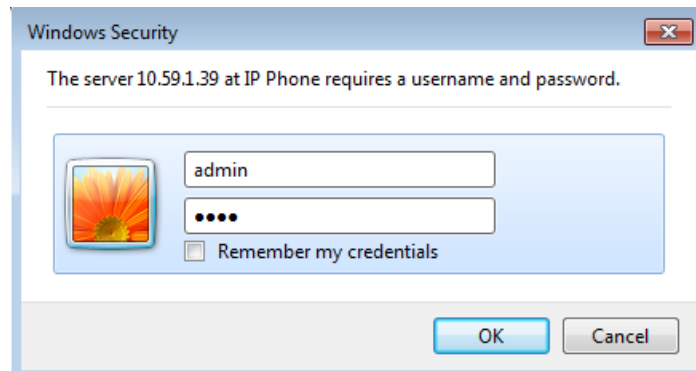 Windows Security
The server 10.59.1.39 at IP Phone requires a username and password.
admin
••••
Remember my credentials
OK
Cancel